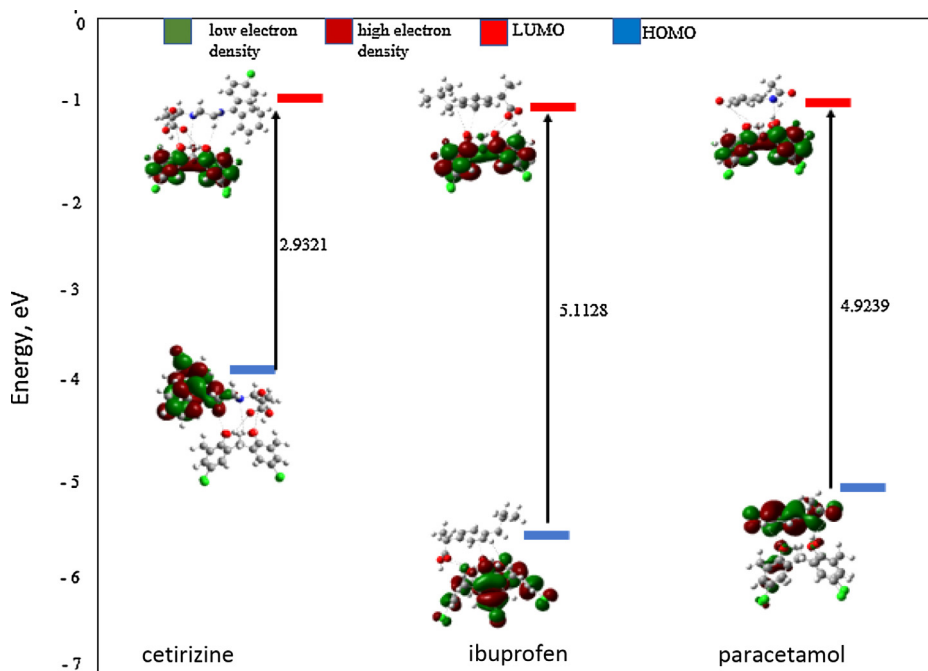 - 0
low electron
density
high electron
density
LUMO
HOMO
- 1
- 2
- 3
- 4
- 5
- 6
- 7
Energy, eV
2.9321
5.1128
4.9239
cetirizine
ibuprofen
paracetamol